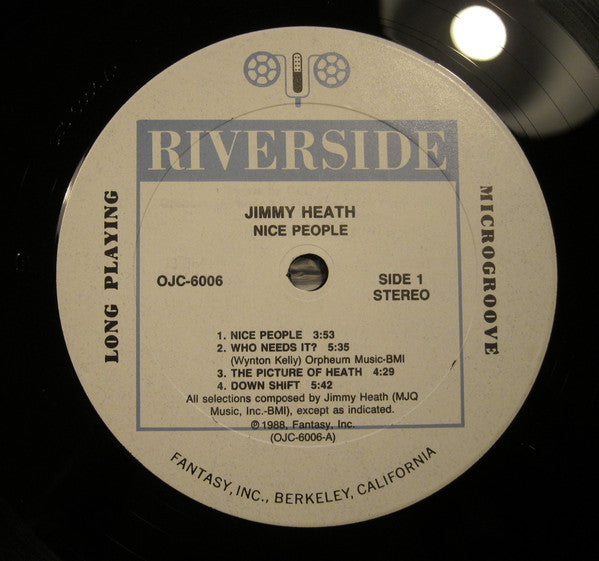 RIVERSIDE
JIMMY HEATH
NICE PEOPLE
LONG PLAYING
MICROGROOVE
OJC-6006
SIDE 1
STEREO
1. NICE PEOPLE 3:53
2. WHO NEEDS IT? 5:35
(Wynton Kelly) Orpheum Music-BMI
3. THE PICTURE OF HEATH 4:29
4. DOWN SHIFT 5:42
All selections composed by Jimmy Heath (MJQ
Music, Inc.-BMI), except as indicated.
℗ 1988, Fantasy, Inc.
(OJC-6006-A)
FANTASY, INC., BERKELEY, CALIFORNIA